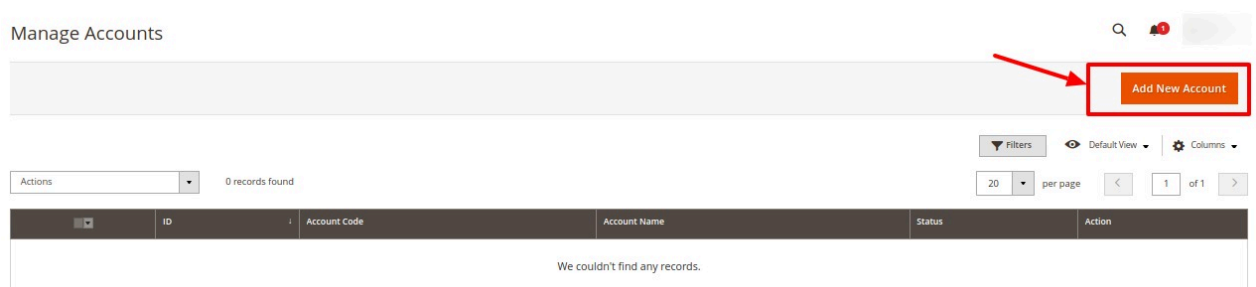 Manage Accounts
1
Add New Account
Filters Default View Columns
Actions 0 records found 20 per page 1 of 1
ID ↓ Account Code Account Name Status Action
We couldn't find any records.